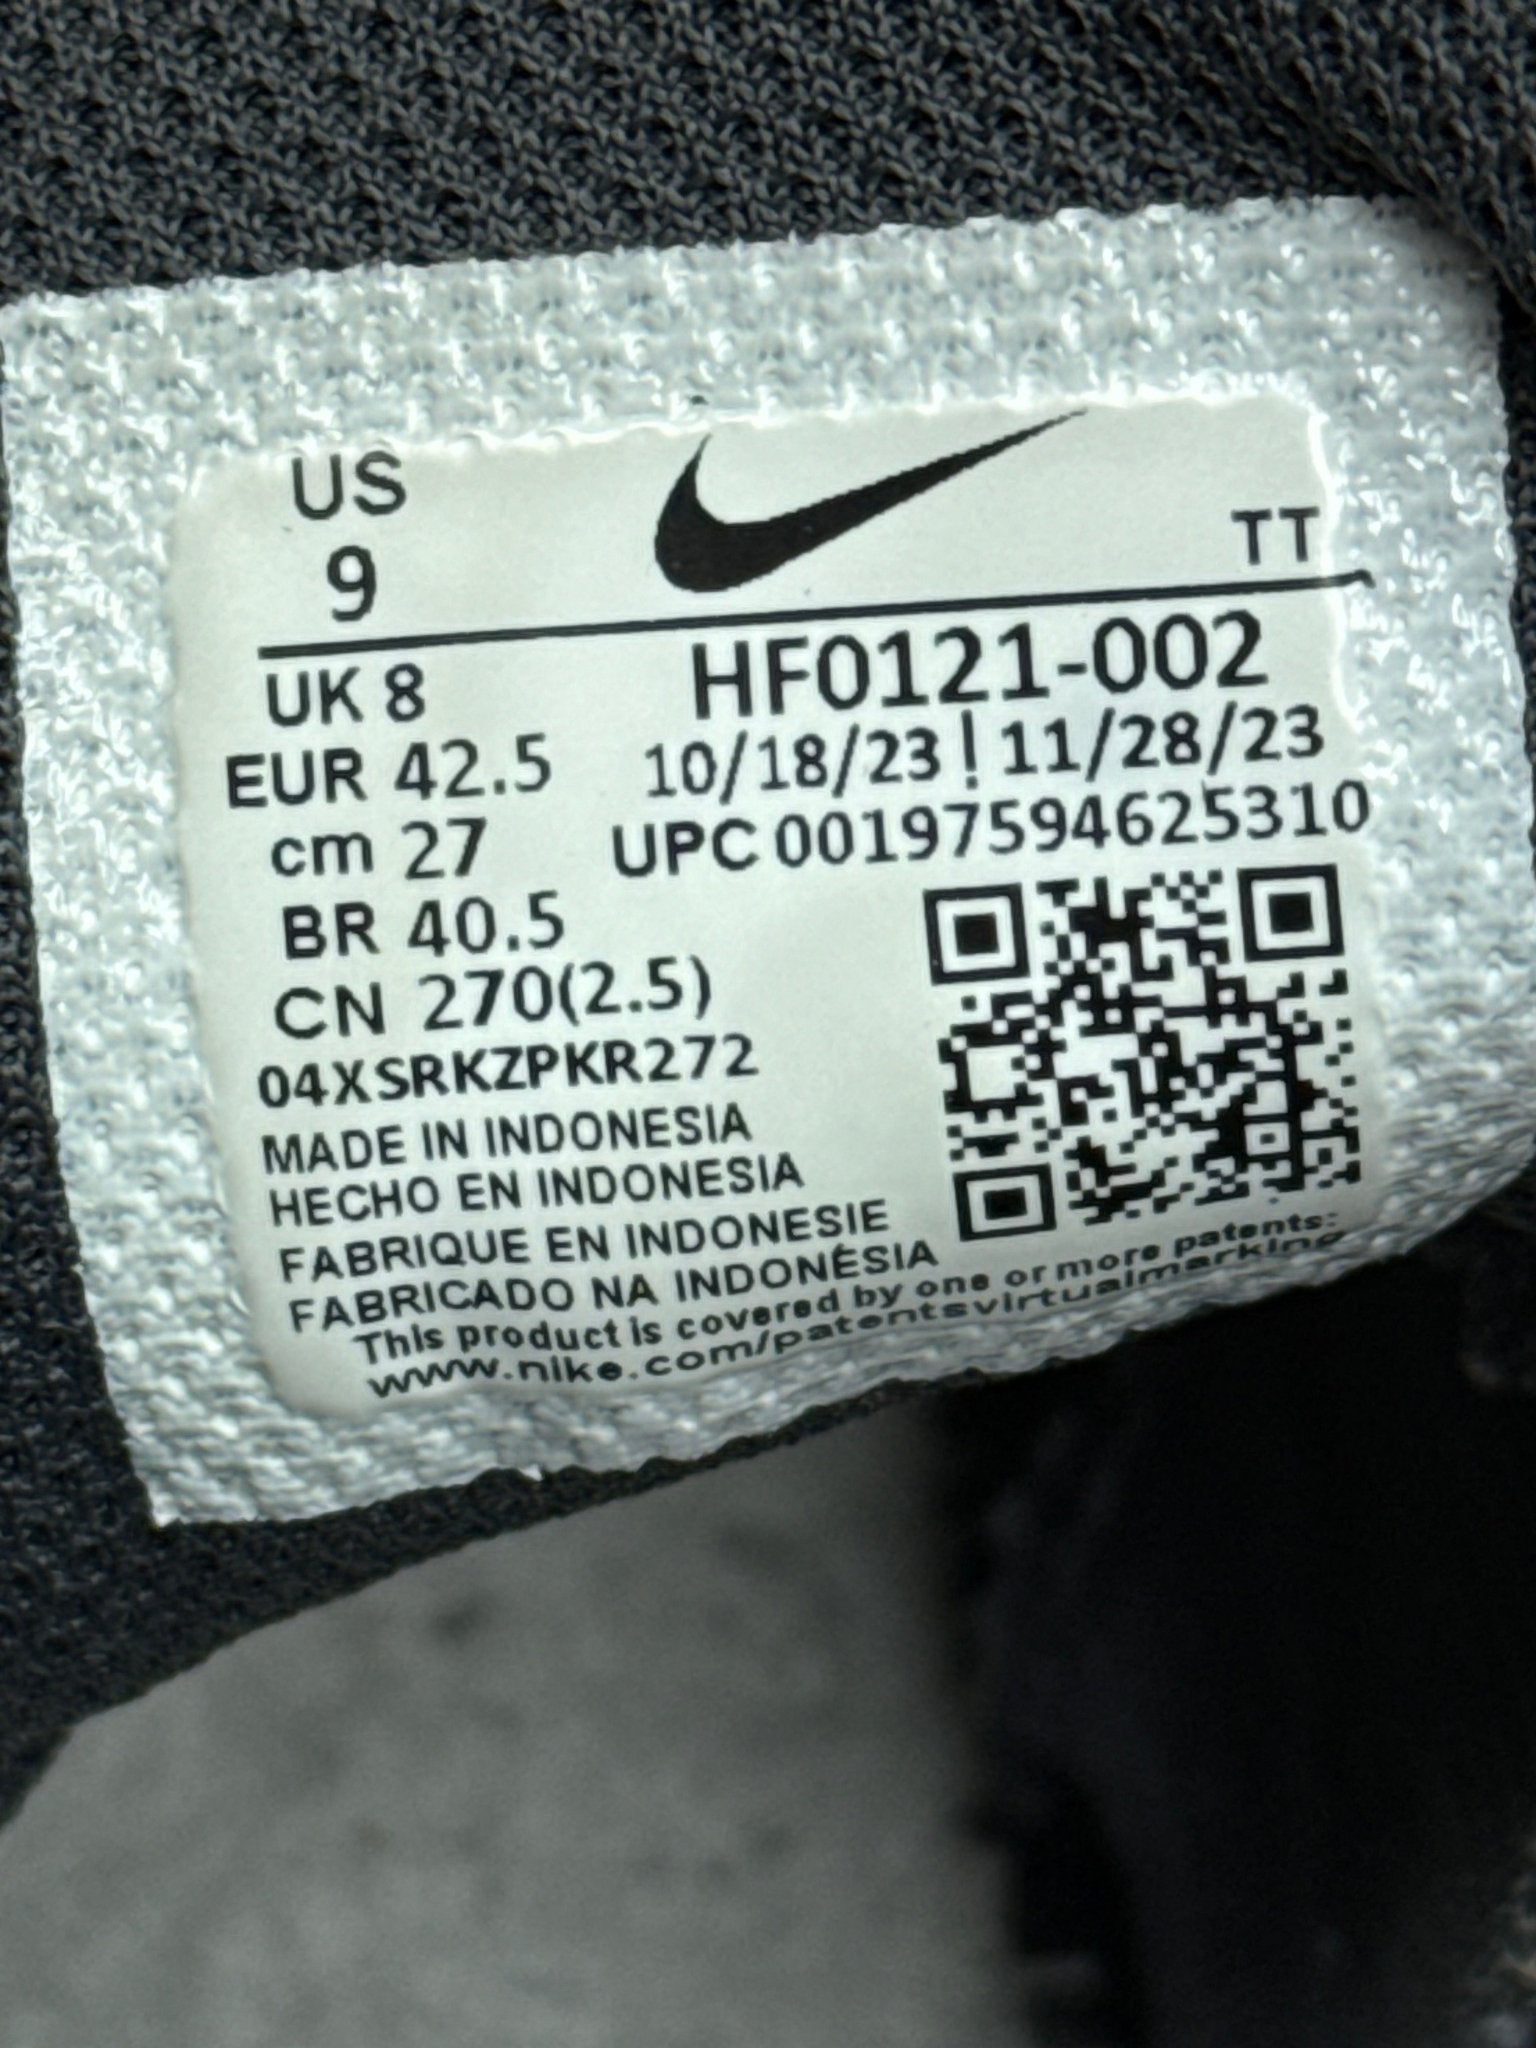 US
9
TT
UK 8
HF0121-002
EUR 42.5
10/18/23 | 11/28/23
cm 27
UPC 00197594625310
BR 40.5
CN 270(2.5)
04XSRKZPKR272
MADE IN INDONESIA
HECHO EN INDONESIA
FABRIQUE EN INDONESIE
FABRICADO NA INDONÉSIA
This product is covered by one or more patents:
www.nike.com/patentsvirtualmarking